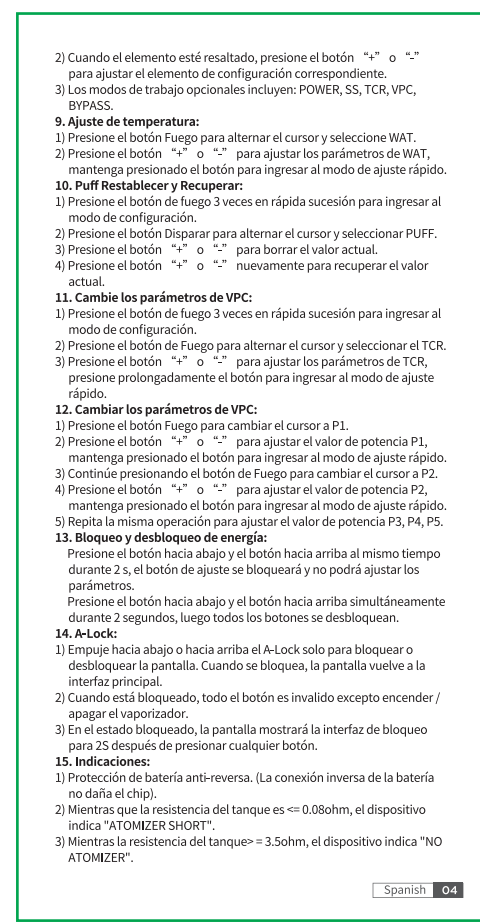 2) Cuando el elemento esté resaltado, presione el botón “+” o “-”
para ajustar el elemento de configuración correspondiente.
3) Los modos de trabajo opcionales incluyen: POWER, SS, TCR, VPC,
BYPASS.
9. Ajuste de temperatura:
1) Presione el botón Fuego para alternar el cursor y seleccione WAT.
2) Presione el botón “+” o “-” para ajustar los parámetros de WAT,
mantenga presionado el botón para ingresar al modo de ajuste rápido.
10. Puff Restablecer y Recuperar:
1) Presione el botón de fuego 3 veces en rápida sucesión para ingresar al
modo de configuración.
2) Presione el botón Disparar para alternar el cursor y seleccionar PUFF.
3) Presione el botón “+” o “-” para borrar el valor actual.
4) Presione el botón “+” o “-” nuevamente para recuperar el valor
actual.
11. Cambie los parámetros de VPC:
1) Presione el botón de fuego 3 veces en rápida sucesión para ingresar al
modo de configuración.
2) Presione el botón de Fuego para alternar el cursor y seleccionar el TCR.
3) Presione el botón “+” o “-” para ajustar los parámetros de TCR,
presione prolongadamente el botón para ingresar al modo de ajuste
rápido.
12. Cambiar los parámetros de VPC:
1) Presione el botón Fuego para cambiar el cursor a P1.
2) Presione el botón “+” o “-” para ajustar el valor de potencia P1,
mantenga presionado el botón para ingresar al modo de ajuste rápido.
3) Continúe presionando el botón de Fuego para cambiar el cursor a P2.
4) Presione el botón “+” o “-” para ajustar el valor de potencia P2,
mantenga presionado el botón para ingresar al modo de ajuste rápido.
5) Repita la misma operación para ajustar el valor de potencia P3, P4, P5.
13. Bloqueo y desbloqueo de energía:
Presione el botón hacia abajo y el botón hacia arriba al mismo tiempo
durante 2 s, el botón de ajuste se bloqueará y no podrá ajustar los
parámetros.
Presione el botón hacia abajo y el botón hacia arriba simultáneamente
durante 2 segundos, luego todos los botones se desbloquean.
14. A-Lock:
1) Empuje hacia abajo o hacia arriba el A-Lock solo para bloquear o
desbloquear la pantalla. Cuando se bloquea, la pantalla vuelve a la
interfaz principal.
2) Cuando está bloqueado, todo el botón es invalido excepto encender /
apagar el vaporizador.
3) En el estado bloqueado, la pantalla mostrará la interfaz de bloqueo
para 2S después de presionar cualquier botón.
15. Indicaciones:
1) Protección de batería anti-reversa. (La conexión inversa de la batería
no daña el chip).
2) Mientras que la resistencia del tanque es <= 0.08ohm, el dispositivo
indica "ATOMIZER SHORT".
3) Mientras la resistencia del tanque> = 3.5ohm, el dispositivo indica "NO
ATOMIZER".
Spanish 04